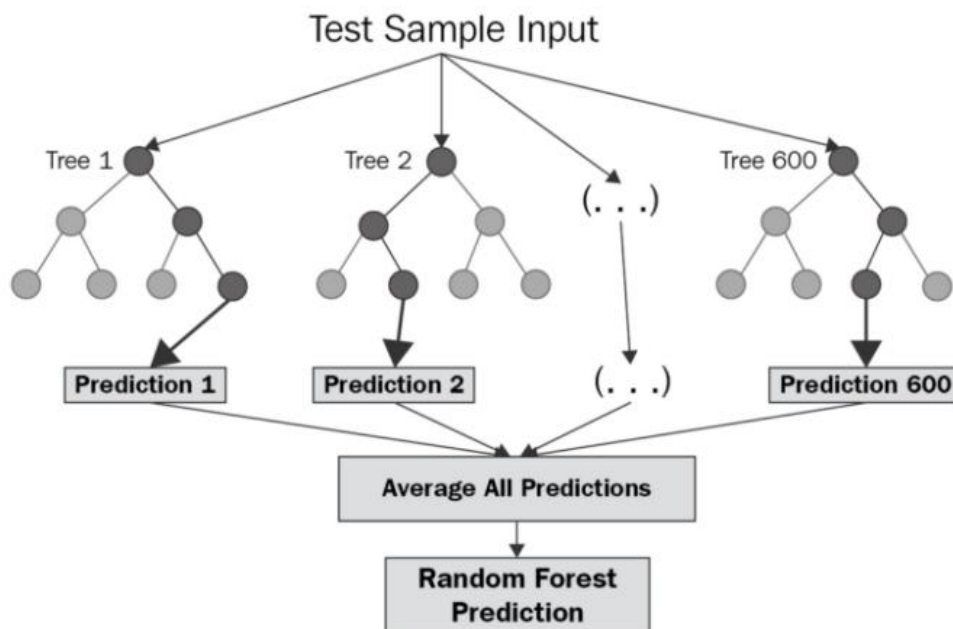 Test Sample Input
Tree 1
Tree 2
Tree 600
(. . .)
Prediction 1
Prediction 2
(. . .)
Prediction 600
Average All Predictions
Random Forest
Prediction